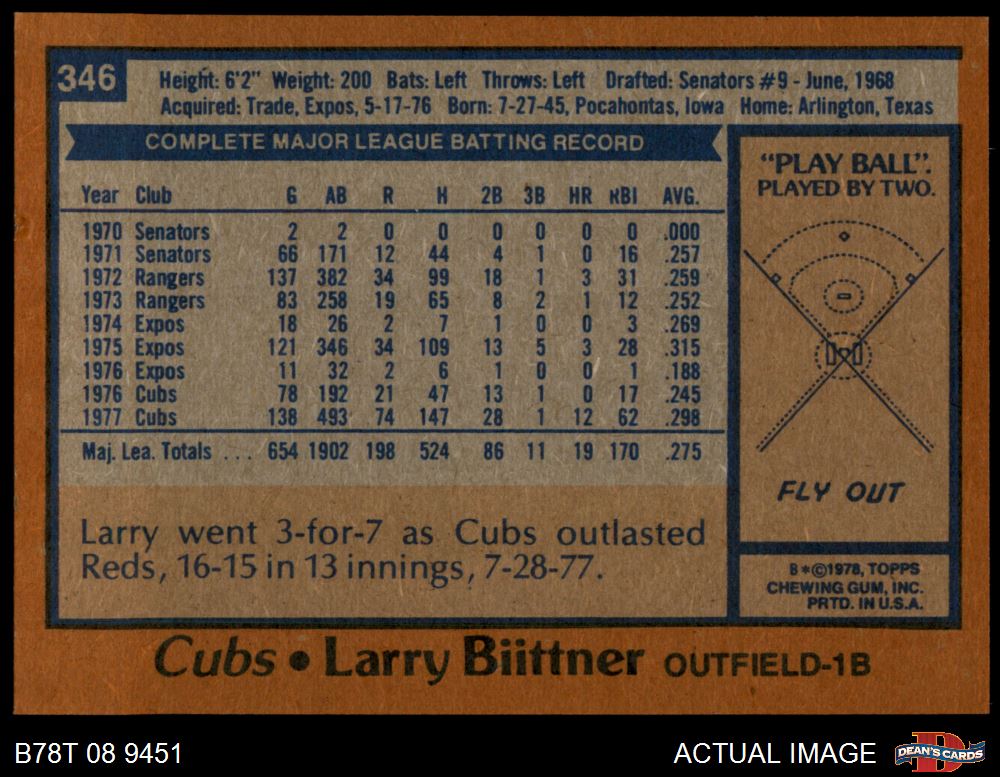 346
Height: 6'2" Weight: 200 Bats: Left Throws: Left Drafted: Senators #9 - June, 1968
Acquired: Trade, Expos, 5-17-76 Born: 7-27-45, Pocahontas, Iowa Home: Arlington, Texas
COMPLETE MAJOR LEAGUE BATTING RECORD
Year Club G AB R H 2B 3B HR RBI AVG.
1970 Senators 2 2 0 0 0 0 0 0 .000
1971 Senators 66 171 12 44 4 1 0 16 .257
1972 Rangers 137 382 34 99 18 1 3 31 .259
1973 Rangers 83 258 19 65 8 2 1 12 .252
1974 Expos 18 26 2 7 1 0 0 3 .269
1975 Expos 121 346 34 109 13 5 3 28 .315
1976 Expos 11 32 2 6 1 0 0 1 .188
1976 Cubs 78 192 21 47 13 1 0 17 .245
1977 Cubs 138 493 74 147 28 1 12 62 .298
Maj. Lea. Totals . . . 654 1902 198 524 86 11 19 170 .275
Larry went 3-for-7 as Cubs outlasted
Reds, 16-15 in 13 innings, 7-28-77.
"PLAY BALL".
PLAYED BY TWO.
FLY OUT
B*©1978, TOPPS
CHEWING GUM, INC.
PRTD. IN U.S.A.
Cubs • Larry Biittner OUTFIELD-1B
B78T 08 9451
ACTUAL IMAGE
DEAN'S CARDS